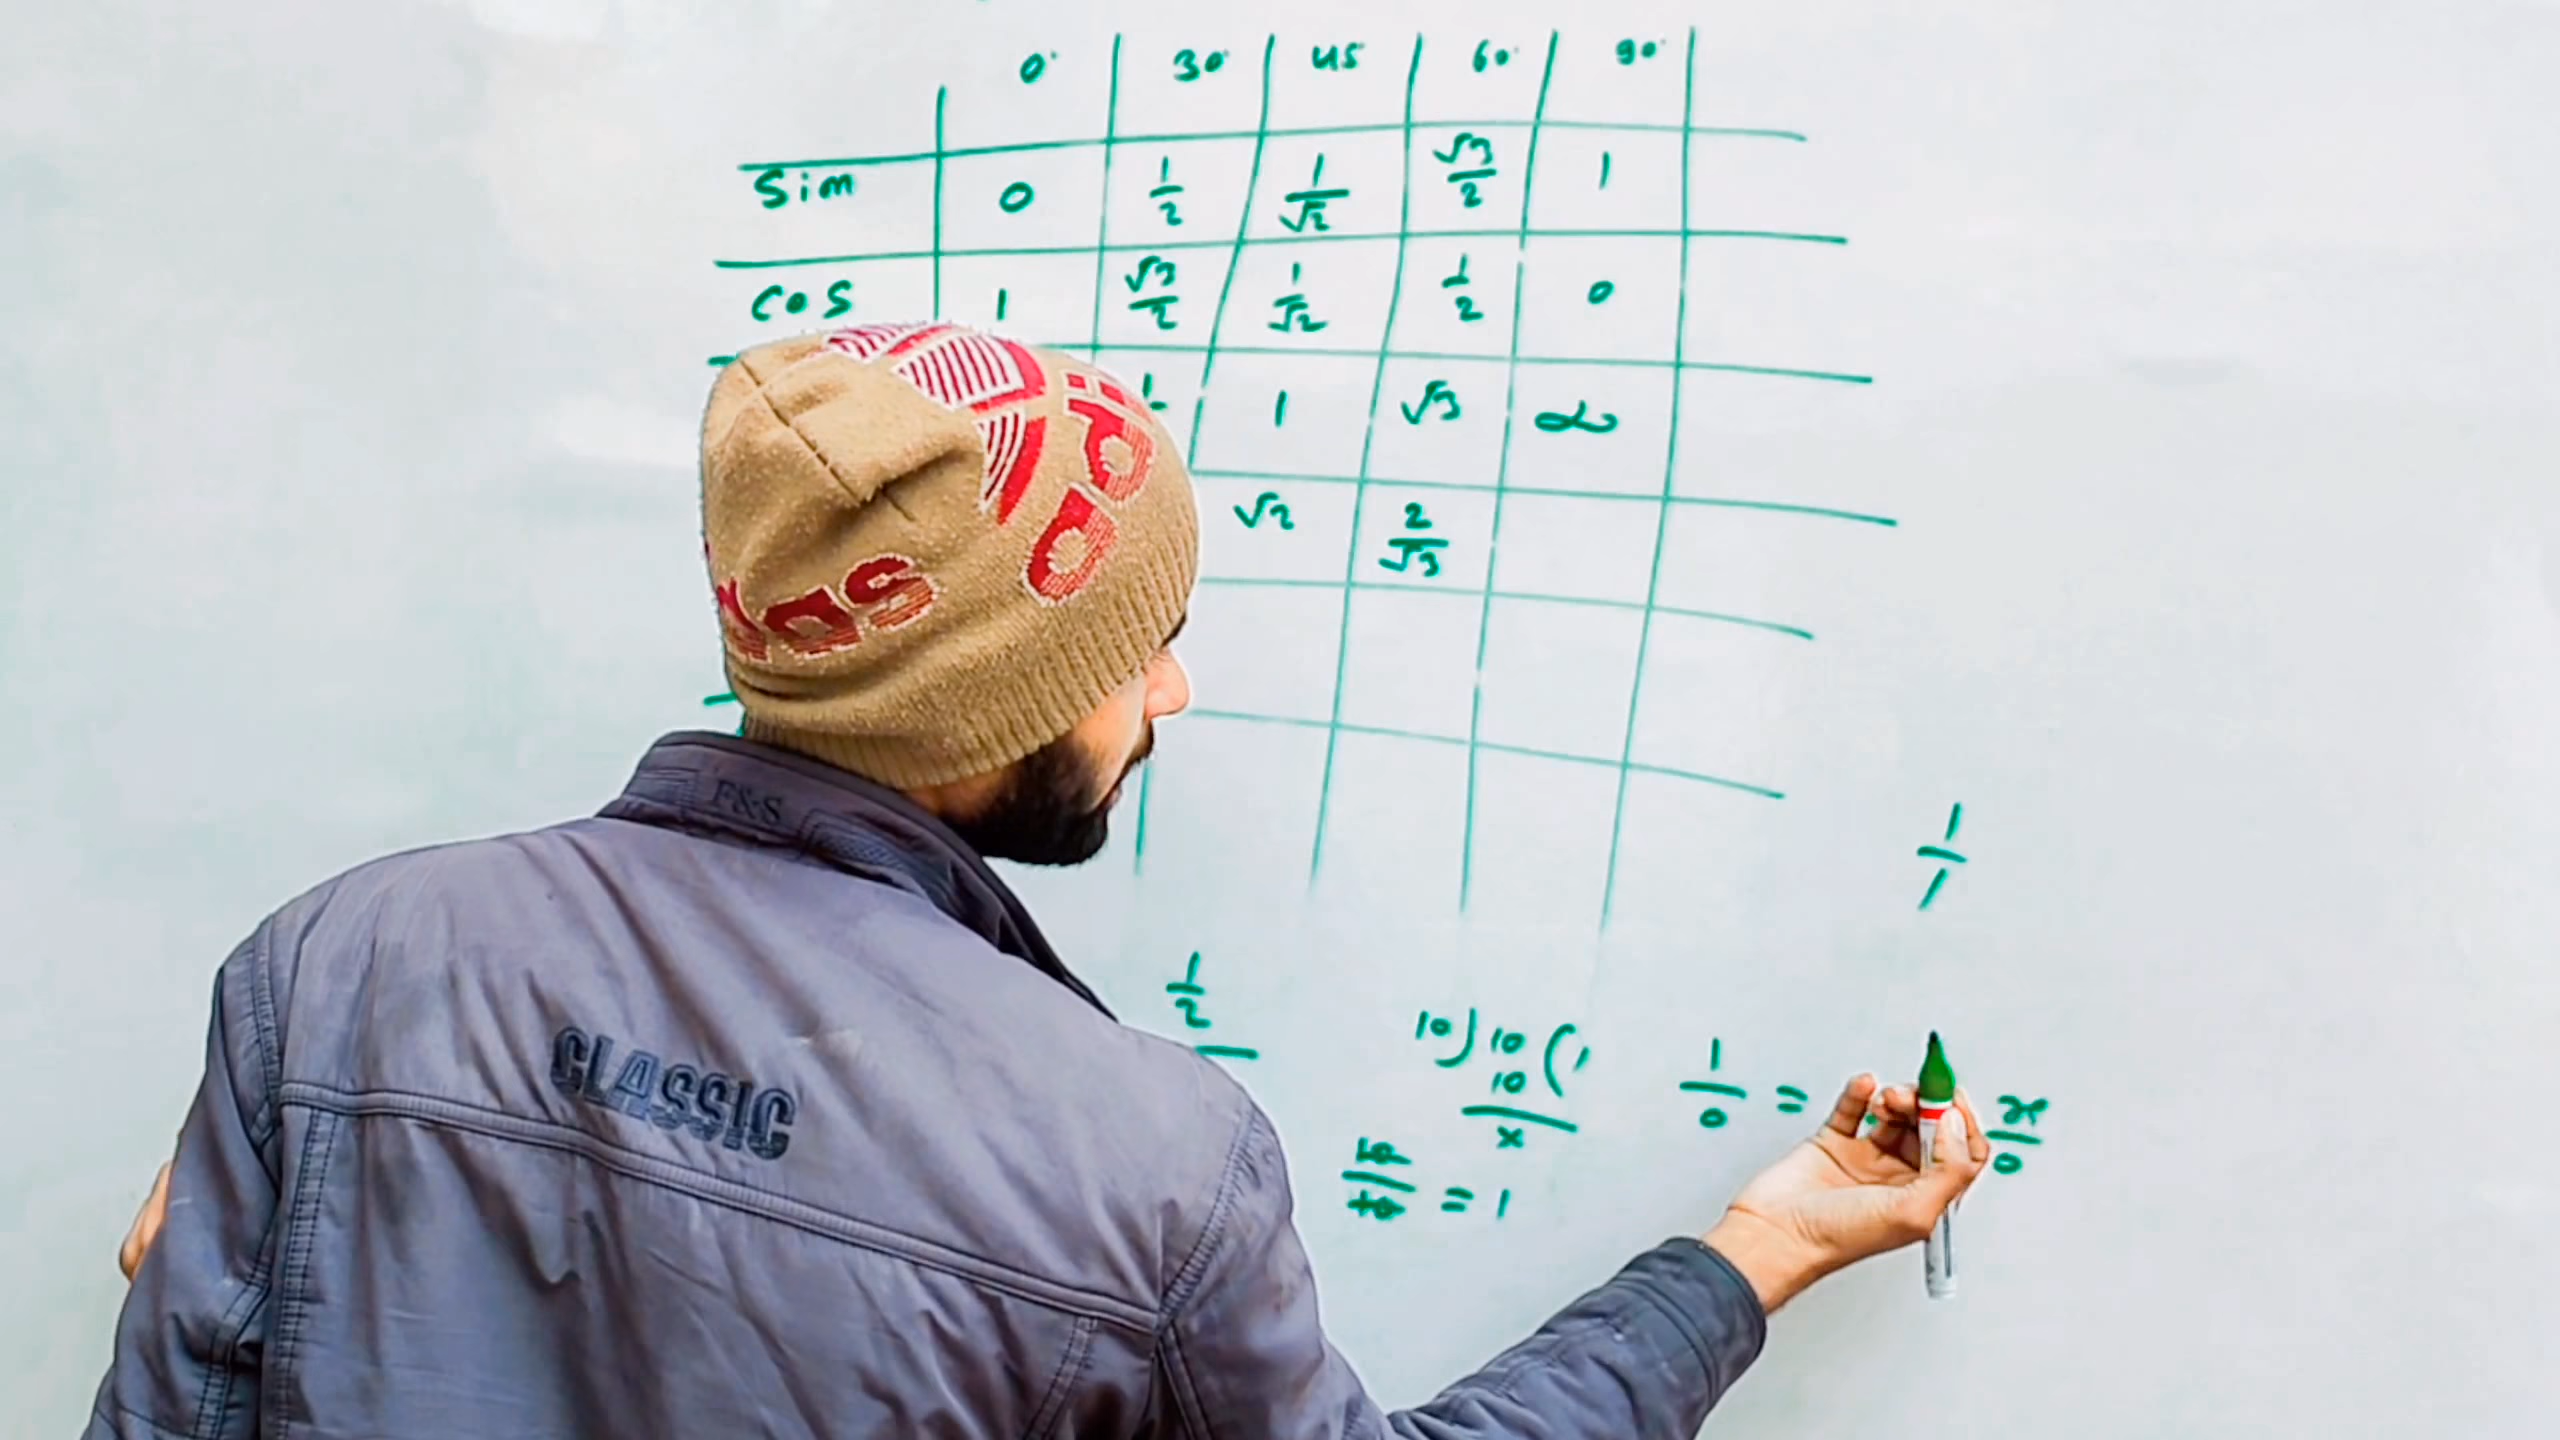 0° 30° 45 60° 90°
Sin 0 1/2 1/√2 √3/2 1
Cos 1 √3/2 1/√2 1/2 0
1 √3 ∞
√2 2/√3
1/1
1/2
10)10(1
10
x
1/0 =
= 1
F&S
CLASSIC